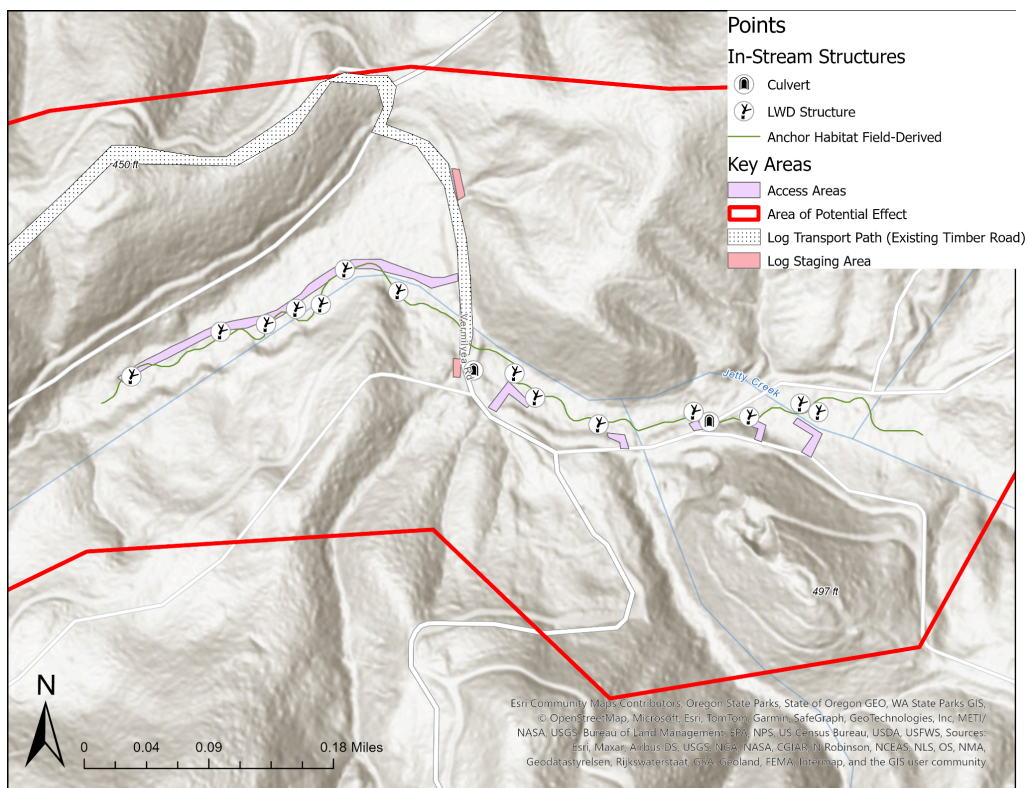 Points
In-Stream Structures
Culvert
LWD Structure
Anchor Habitat Field-Derived
Key Areas
Access Areas
Area of Potential Effect
Log Transport Path (Existing Timber Road)
Log Staging Area
450 ft
Vermilyea Rd
Jetty Creek
497 ft
N
0 0.04 0.09 0.18 Miles
Esri Community Maps Contributors, Oregon State Parks, State of Oregon GEO, WA State Parks GIS,
© OpenStreetMap, Microsoft, Esri, TomTom, Garmin, SafeGraph, GeoTechnologies, Inc, METI/
NASA, USGS, Bureau of Land Management, EPA, NPS, US Census Bureau, USDA, USFWS, Sources:
Esri, Maxar, Airbus DS, USGS, NGA, NASA, CGIAR, N Robinson, NCEAS, NLS, OS, NMA,
Geodatastyrelsen, Rijkswaterstaat, GSA, Geoland, FEMA, Intermap, and the GIS user community